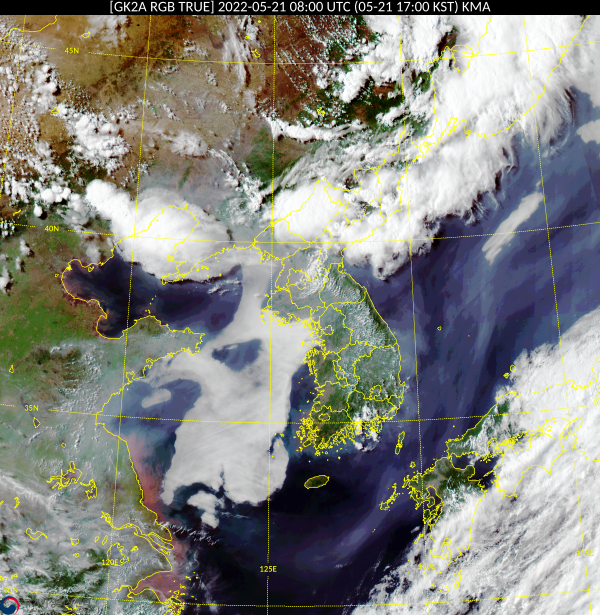 [GK2A RGB TRUE] 2022-05-21 08:00 UTC (05-21 17:00 KST) KMA
45N
40N
35N
120E
125E